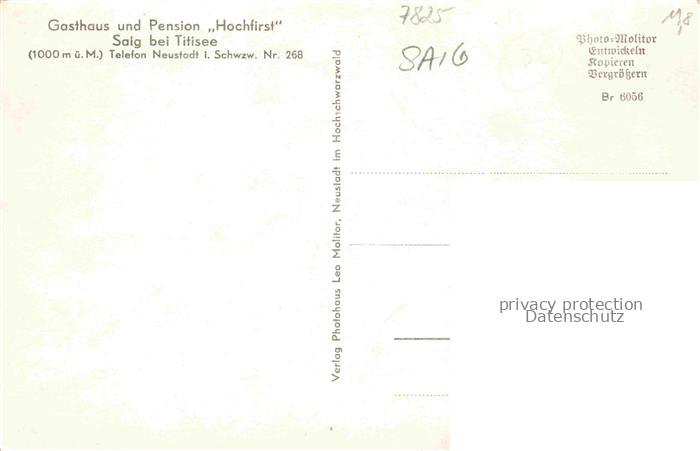 Gasthaus und Pension „Hochfirst“
Saig bei Titisee
(1000 m ü. M.) Telefon Neustadt i. Schwzw. Nr. 268
7825
SAIG
Photo-Molitor
Entwickeln
Kopieren
Vergrößern
Br 6056
Verlag Photohaus Leo Molitor, Neustadt im Hochschwarzwald
privacy protection
Datenschutz